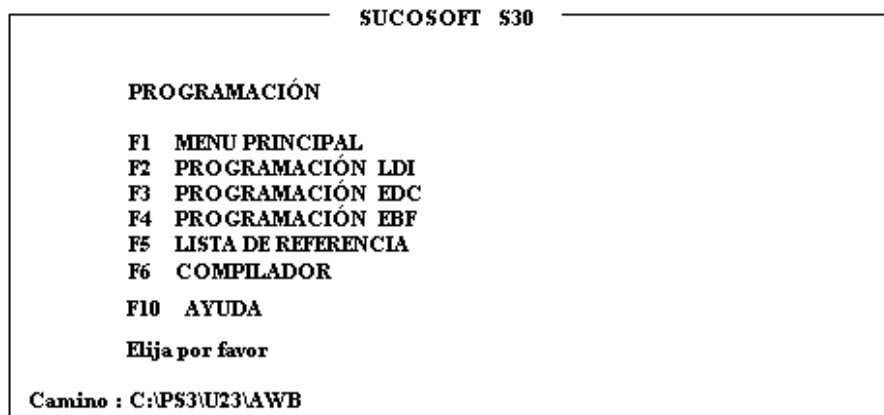 SUCOSOFT S30
PROGRAMACIÓN
F1 MENU PRINCIPAL
F2 PROGRAMACIÓN LDI
F3 PROGRAMACIÓN EDC
F4 PROGRAMACIÓN EBF
F5 LISTA DE REFERENCIA
F6 COMPILADOR
F10 AYUDA
Elija por favor
Camino : C:\PS3\U23\AWB